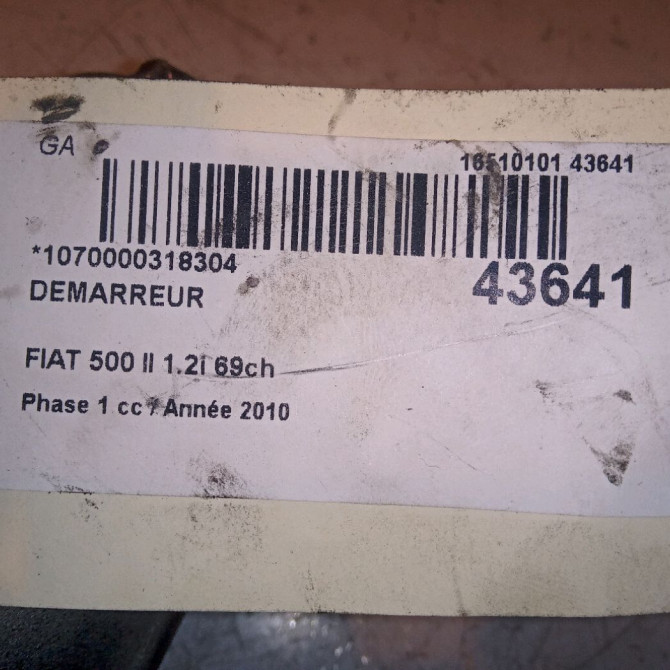 GA
16510101 43641
*1070000318304
43641
DEMARREUR
FIAT 500 II 1.2i 69ch
Phase 1 cc / Année 2010